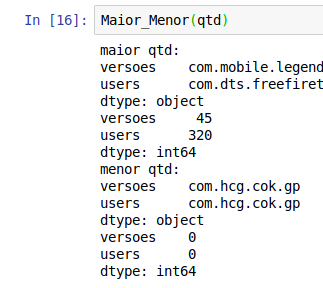 In [16]: Maior_Menor(qtd)
maior qtd:
versoes    com.mobile.legend
users      com.dts.freefiret
dtype: object
versoes     45
users      320
dtype: int64
menor qtd:
versoes    com.hcg.cok.gp
users      com.hcg.cok.gp
dtype: object
versoes    0
users      0
dtype: int64